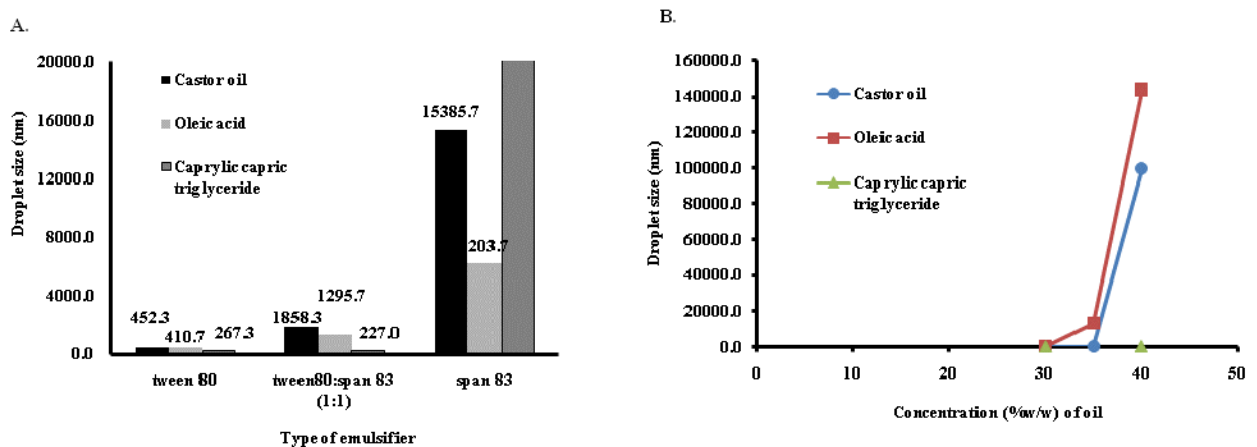 A.
20000.0
16000.0
12000.0
8000.0
4000.0
0.0
Droplet size (nm)
Castor oil
Oleic acid
Caprylic capric
triglyceride
452.3
410.7
267.3
1858.3
1295.7
227.0
15385.7
203.7
tween 80
tween80:span 83
(1:1)
span 83
Type of emulsifier
B.
160000.0
140000.0
120000.0
100000.0
80000.0
60000.0
40000.0
20000.0
0.0
Droplet size (nm)
Castor oil
Oleic acid
Caprylic capric
triglyceride
0 10 20 30 40 50
Concentration (%w/w) of oil